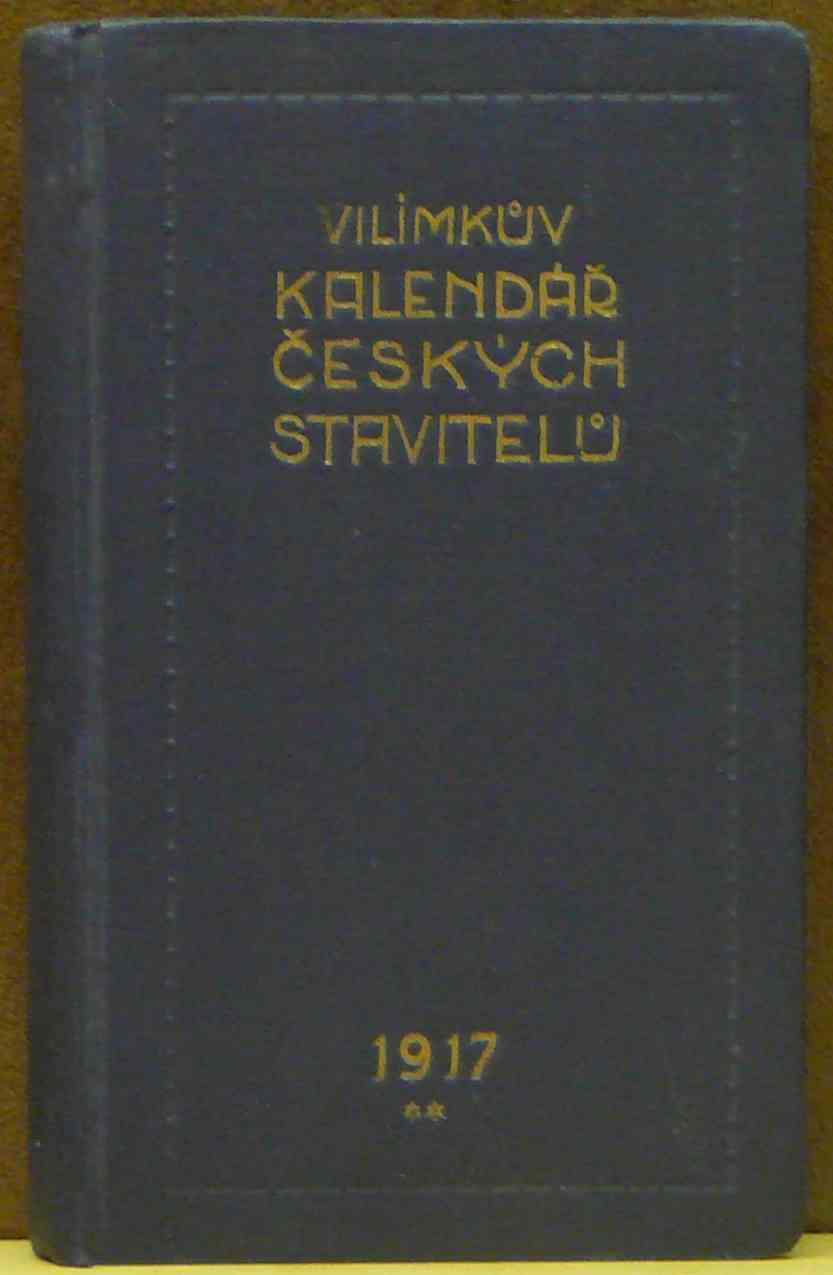 VILÍMKŮV
KALENDÁŘ
ČESKÝCH
STAVITELŮ
1917
**